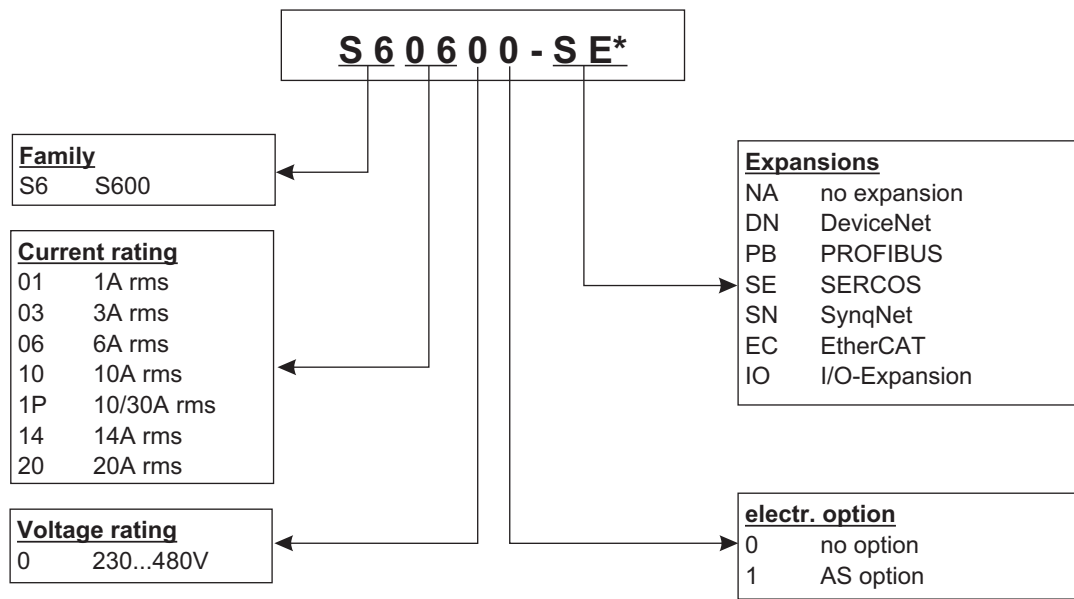 S 6 0 6 0 0 - S E*
Family
S6 S600
Current rating
01 1A rms
03 3A rms
06 6A rms
10 10A rms
1P 10/30A rms
14 14A rms
20 20A rms
Voltage rating
0 230...480V
Expansions
NA no expansion
DN DeviceNet
PB PROFIBUS
SE SERCOS
SN SynqNet
EC EtherCAT
IO I/O-Expansion
electr. option
0 no option
1 AS option